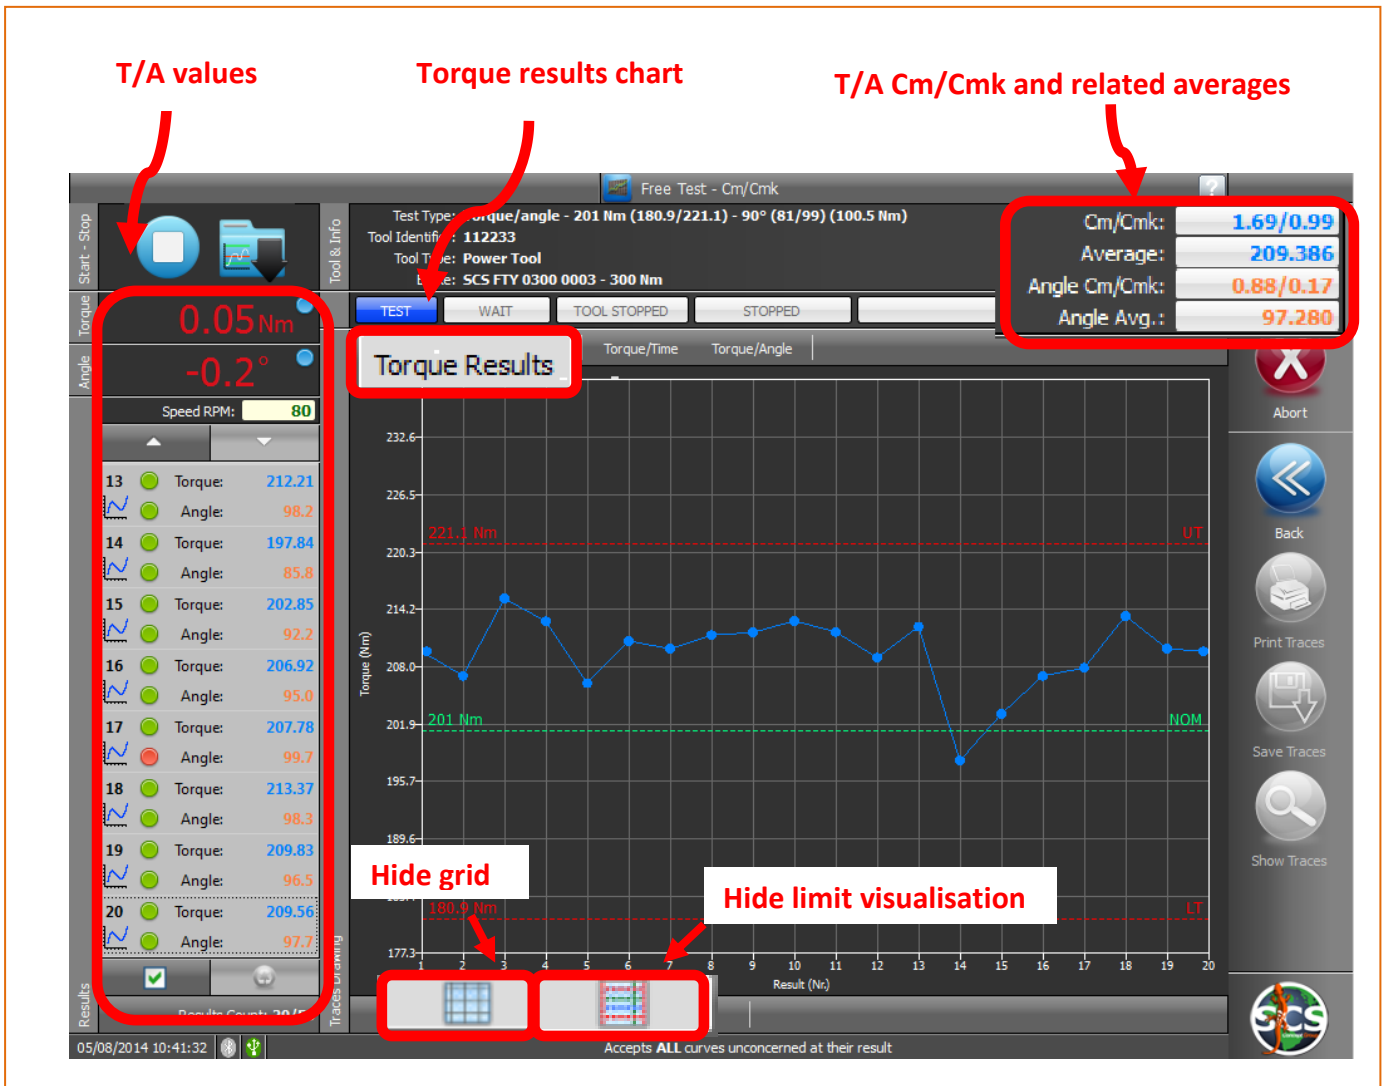 T/A values
Torque results chart
T/A Cm/Cmk and related averages
Free Test - Cm/Cmk
?
Start - Stop
Tool & Info
Test Type: Torque/angle - 201 Nm (180.9/221.1) - 90° (81/99) (100.5 Nm)
Tool Identifier: 112233
Tool Type: Power Tool
SCS FTY 0300 0003 - 300 Nm
Cm/Cmk: 1.69/0.99
Average: 209.386
Angle Cm/Cmk: 0.88/0.17
Angle Avg.: 97.280
TEST WAIT TOOL STOPPED STOPPED
Torque
0.05 Nm
Angle
-0.2°
Torque Results
Torque/Time Torque/Angle
Speed RPM: 80
Abort
Back
Print Traces
Save Traces
Show Traces
13 Torque: 212.21
Angle: 98.2
14 Torque: 197.84
Angle: 85.8
15 Torque: 202.85
Angle: 92.2
16 Torque: 206.92
Angle: 95.0
17 Torque: 207.78
Angle: 99.7
18 Torque: 213.37
Angle: 98.3
19 Torque: 209.83
Angle: 96.5
20 Torque: 209.56
Angle: 97.7
232.6
226.5
221.1 Nm UT
220.3
214.2
208.0
201.9
201 Nm NOM
195.7
189.6
180.9 Nm LT
177.3
Torque (Nm)
Hide grid
Hide limit visualisation
1 2 3 4 5 6 7 8 9 10 11 12 13 14 15 16 17 18 19 20
Result (Nr.)
Results
Traces Drawing
SCS
05/08/2014 10:41:32
Accepts ALL curves unconcerned at their result